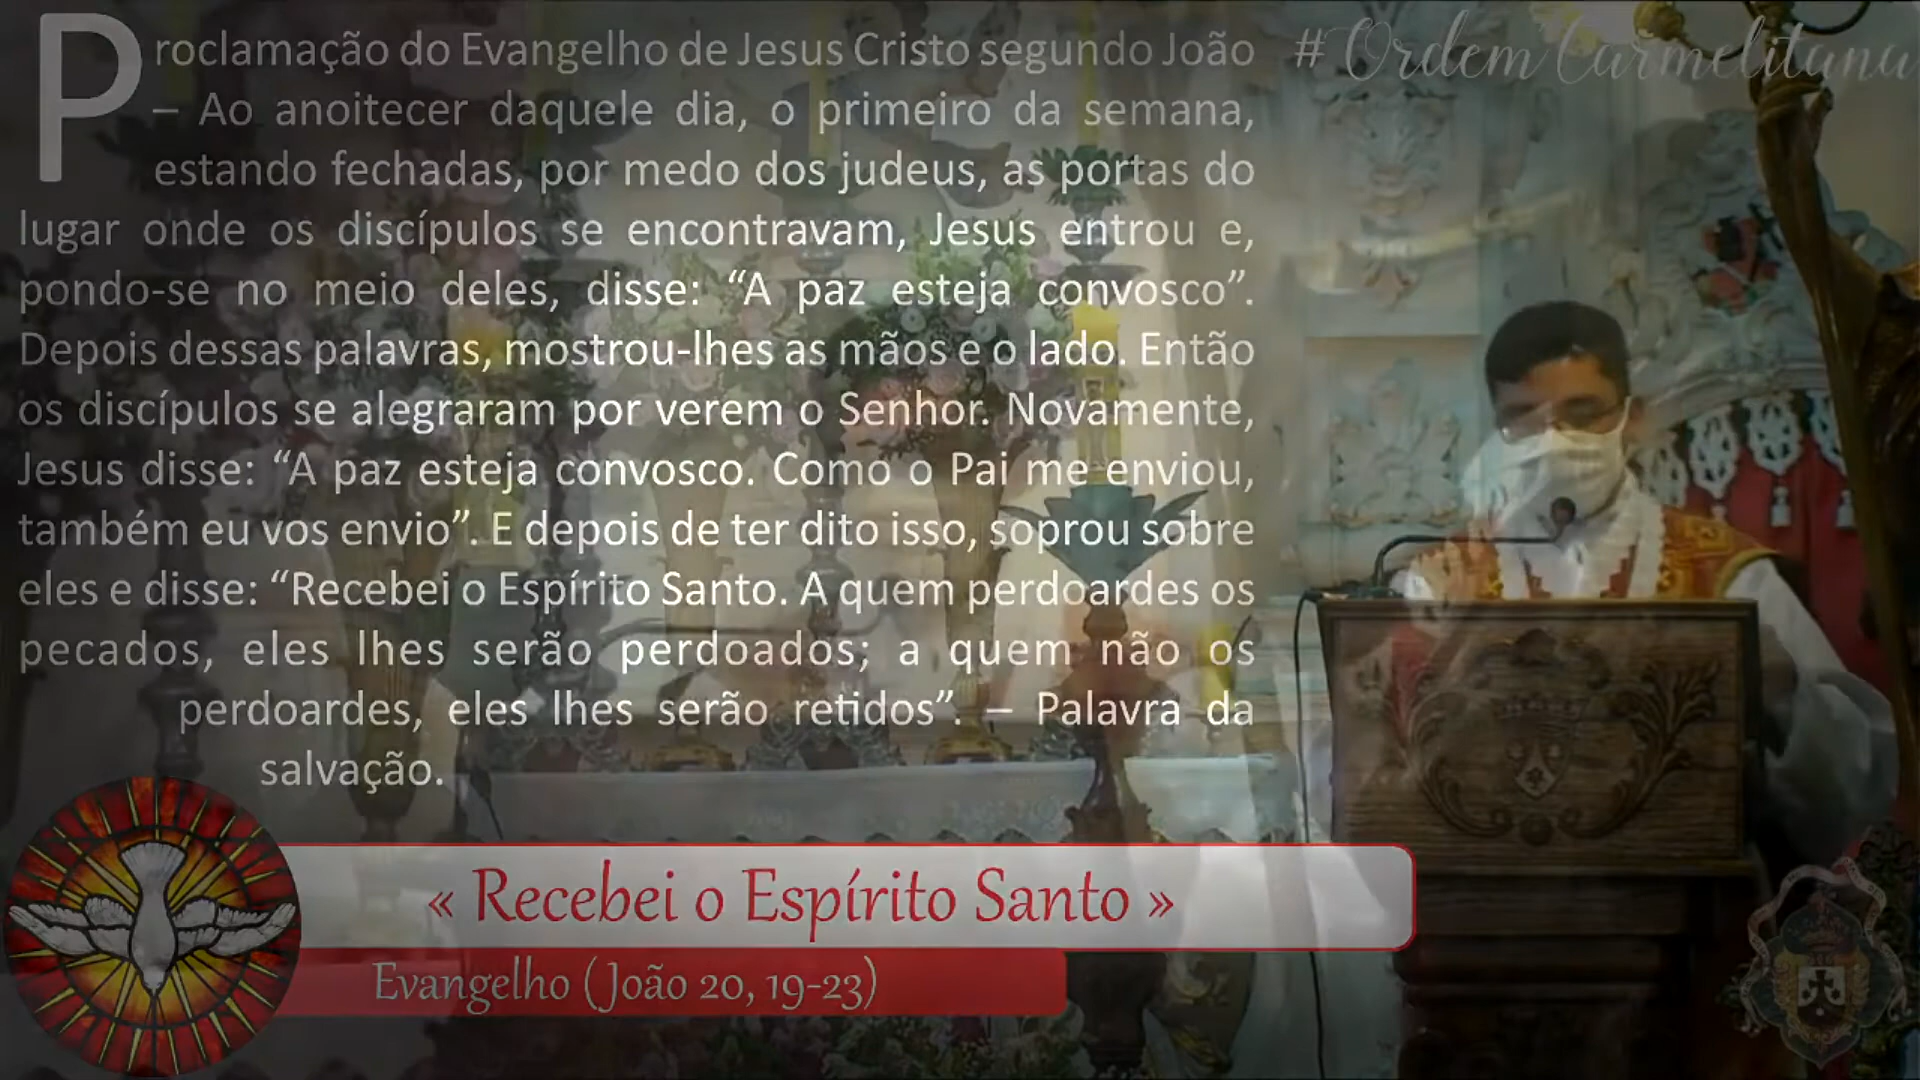 Proclamação do Evangelho de Jesus Cristo segundo João
– Ao anoitecer daquele dia, o primeiro da semana,
estando fechadas, por medo dos judeus, as portas do
lugar onde os discípulos se encontravam, Jesus entrou e,
pondo-se no meio deles, disse: “A paz esteja convosco”.
Depois dessas palavras, mostrou-lhes as mãos e o lado. Então
os discípulos se alegraram por verem o Senhor. Novamente,
Jesus disse: “A paz esteja convosco. Como o Pai me enviou,
também eu vos envio”. E depois de ter dito isso, soprou sobre
eles e disse: “Recebei o Espírito Santo. A quem perdoardes os
pecados, eles lhes serão perdoados; a quem não os
perdoardes, eles lhes serão retidos”. – Palavra da
salvação.
#OrdemCarmelitana
« Recebei o Espírito Santo »
Evangelho (João 20, 19-23)